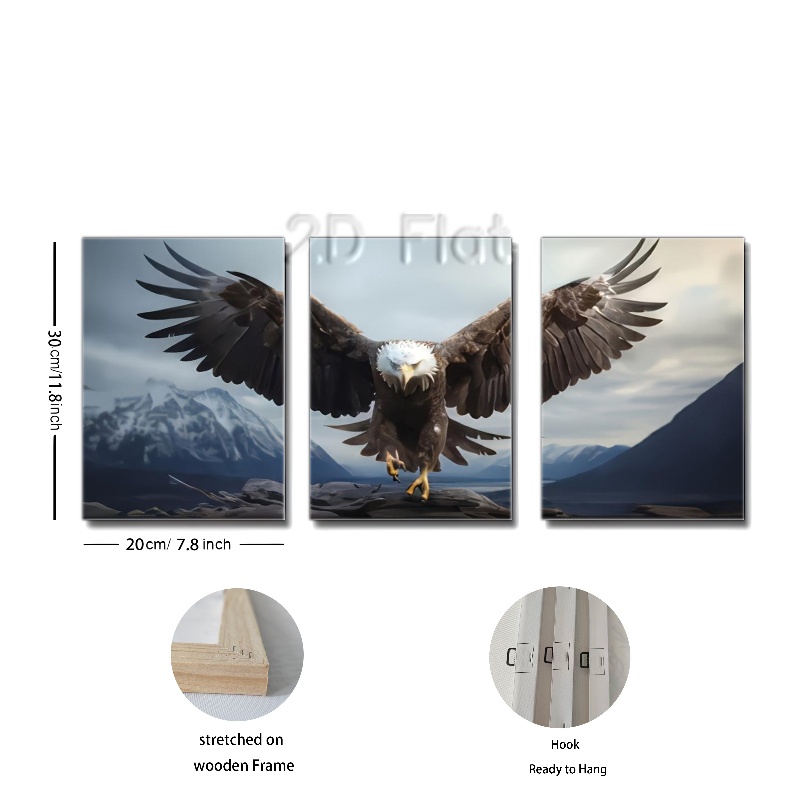 2D Flat
30cm/11.8inch
20cm/ 7.8 inch
stretched on
wooden Frame
Hook
Ready to Hang